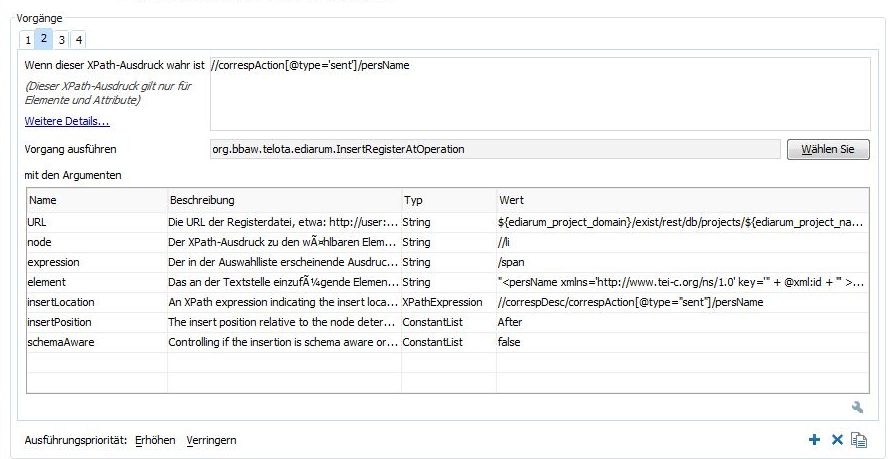 Vorgänge
1 2 3 4
Wenn dieser XPath-Ausdruck wahr ist //correspAction[@type='sent']/persName
(Dieser XPath-Ausdruck gilt nur für
Elemente und Attribute)
Weitere Details...
Vorgang ausführen org.bbaw.telota.ediarum.InsertRegisterAtOperation Wählen Sie
mit den Argumenten
Name Beschreibung Typ Wert
URL Die URL der Registerdatei, etwa: http://user:... String ${ediarum_project_domain}/exist/rest/db/projects/${ediarum_project_na...
node Der XPath-Ausdruck zu den wÃ¤hlbaren Elem... String //li
expression Der in der Auswahlliste erscheinende Ausdruc... String /span
element Das an der Textstelle einzufÃ¼gende Elemen... String "<persName xmlns='http://www.tei-c.org/ns/1.0' key='" + @xml:id + "' >...
insertLocation An XPath expression indicating the insert loca... XPathExpression //correspDesc/correspAction[@type="sent"]/persName
insertPosition The insert position relative to the node deter... ConstantList After
schemaAware Controlling if the insertion is schema aware or... ConstantList false
Ausführungspriorität: Erhöhen Verringern